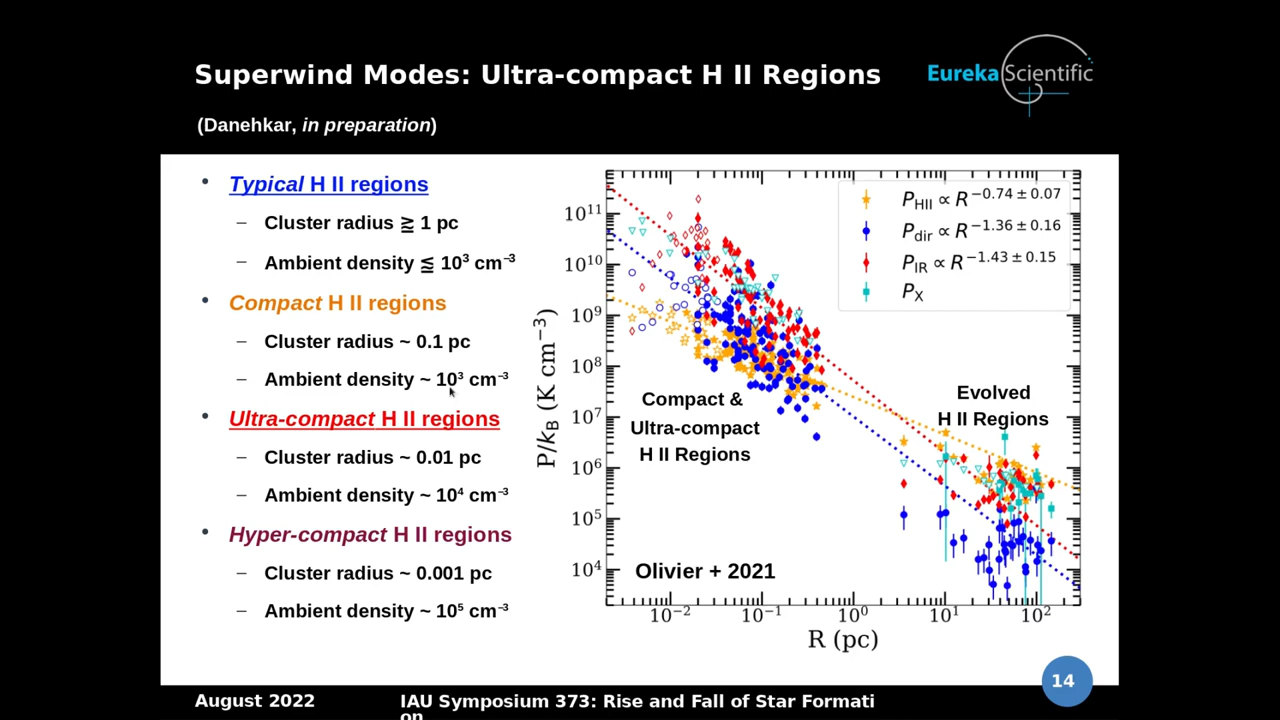 Superwind Modes: Ultra-compact H II Regions
EurekaScientific
(Danehkar, in preparation)
• Typical H II regions
– Cluster radius ≳ 1 pc
– Ambient density ≦ 10³ cm⁻³
• Compact H II regions
– Cluster radius ~ 0.1 pc
– Ambient density ~ 10³ cm⁻³
• Ultra-compact H II regions
– Cluster radius ~ 0.01 pc
– Ambient density ~ 10⁴ cm⁻³
• Hyper-compact H II regions
– Cluster radius ~ 0.001 pc
– Ambient density ~ 10⁵ cm⁻³
P/k_B (K cm⁻³)
10¹¹
10¹⁰
10⁹
10⁸
10⁷
10⁶
10⁵
10⁴
P_HII ∝ R^−0.74 ± 0.07
P_dir ∝ R^−1.36 ± 0.16
P_IR ∝ R^−1.43 ± 0.15
P_X
Compact &
Ultra-compact
H II Regions
Evolved
H II Regions
Olivier + 2021
10⁻² 10⁻¹ 10⁰ 10¹ 10²
R (pc)
14
August 2022
IAU Symposium 373: Rise and Fall of Star Formati
on